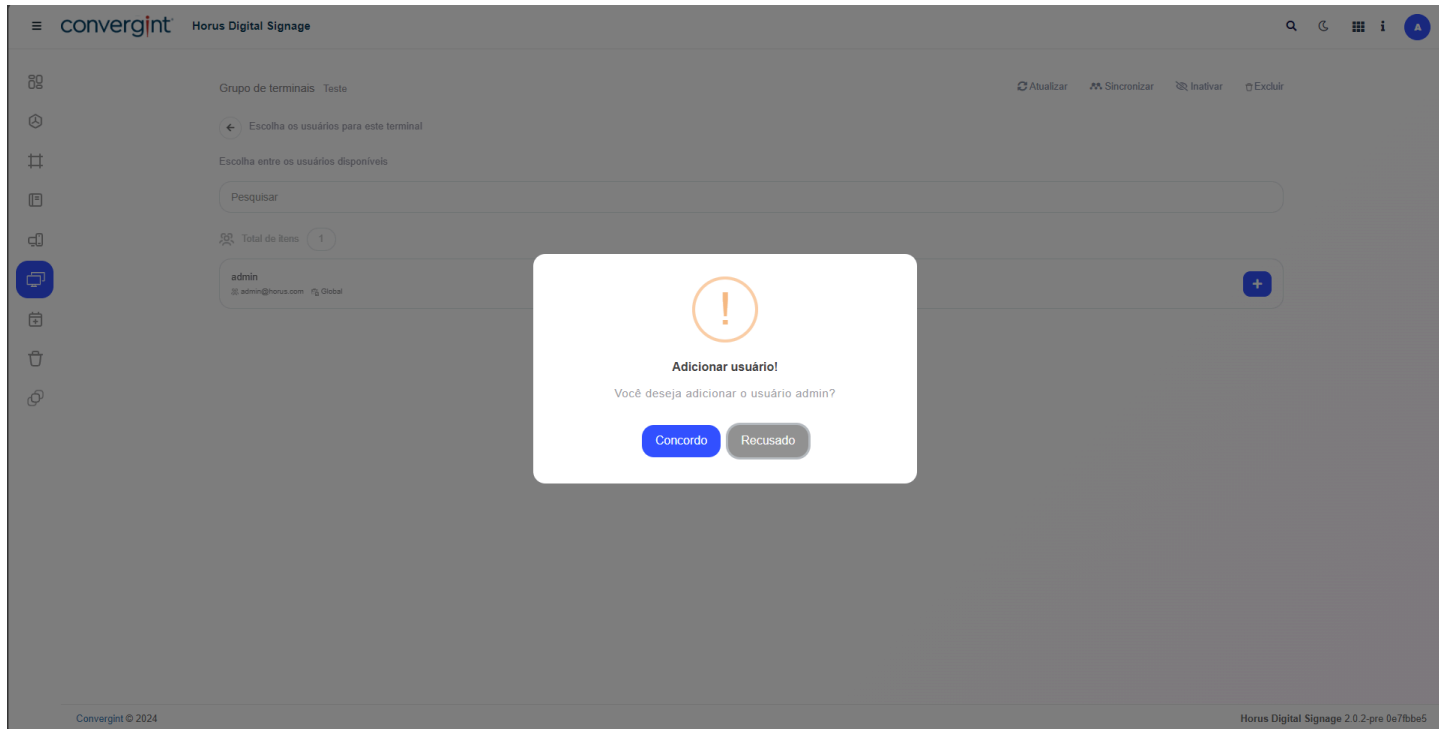 convergint Horus Digital Signage i A
Grupo de terminais Teste Atualizar Sincronizar Inativar Excluir
Escolha os usuários para este terminal
Escolha entre os usuários disponíveis
Pesquisar
Total de itens 1
admin
admin@horus.com Global
!
Adicionar usuário!
Você deseja adicionar o usuário admin?
Concordo Recusado
Convergint © 2024 Horus Digital Signage 2.0.2-pre 0e7fbbe5